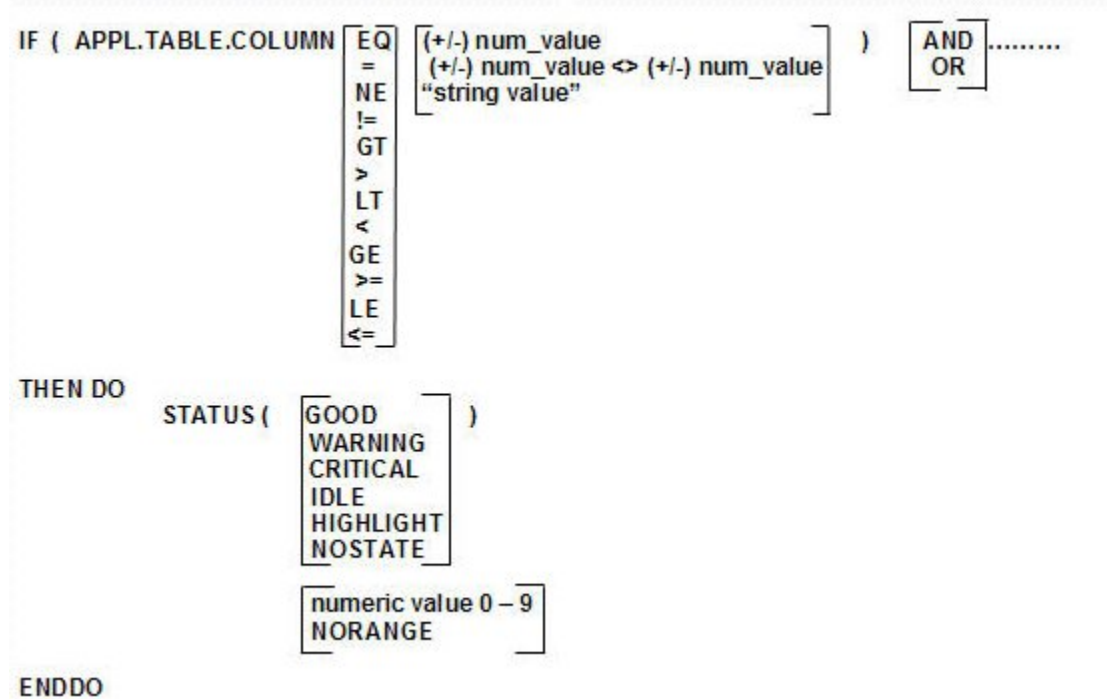 IF ( APPL.TABLE.COLUMN EQ (+/-) num_value ) AND.........
= (+/-) num_value <> (+/-) num_value OR
NE "string value"
!=
GT
>
LT
<
GE
>=
LE
<=
THEN DO
STATUS ( GOOD )
WARNING
CRITICAL
IDLE
HIGHLIGHT
NOSTATE
numeric value 0 – 9
NORANGE
ENDDO